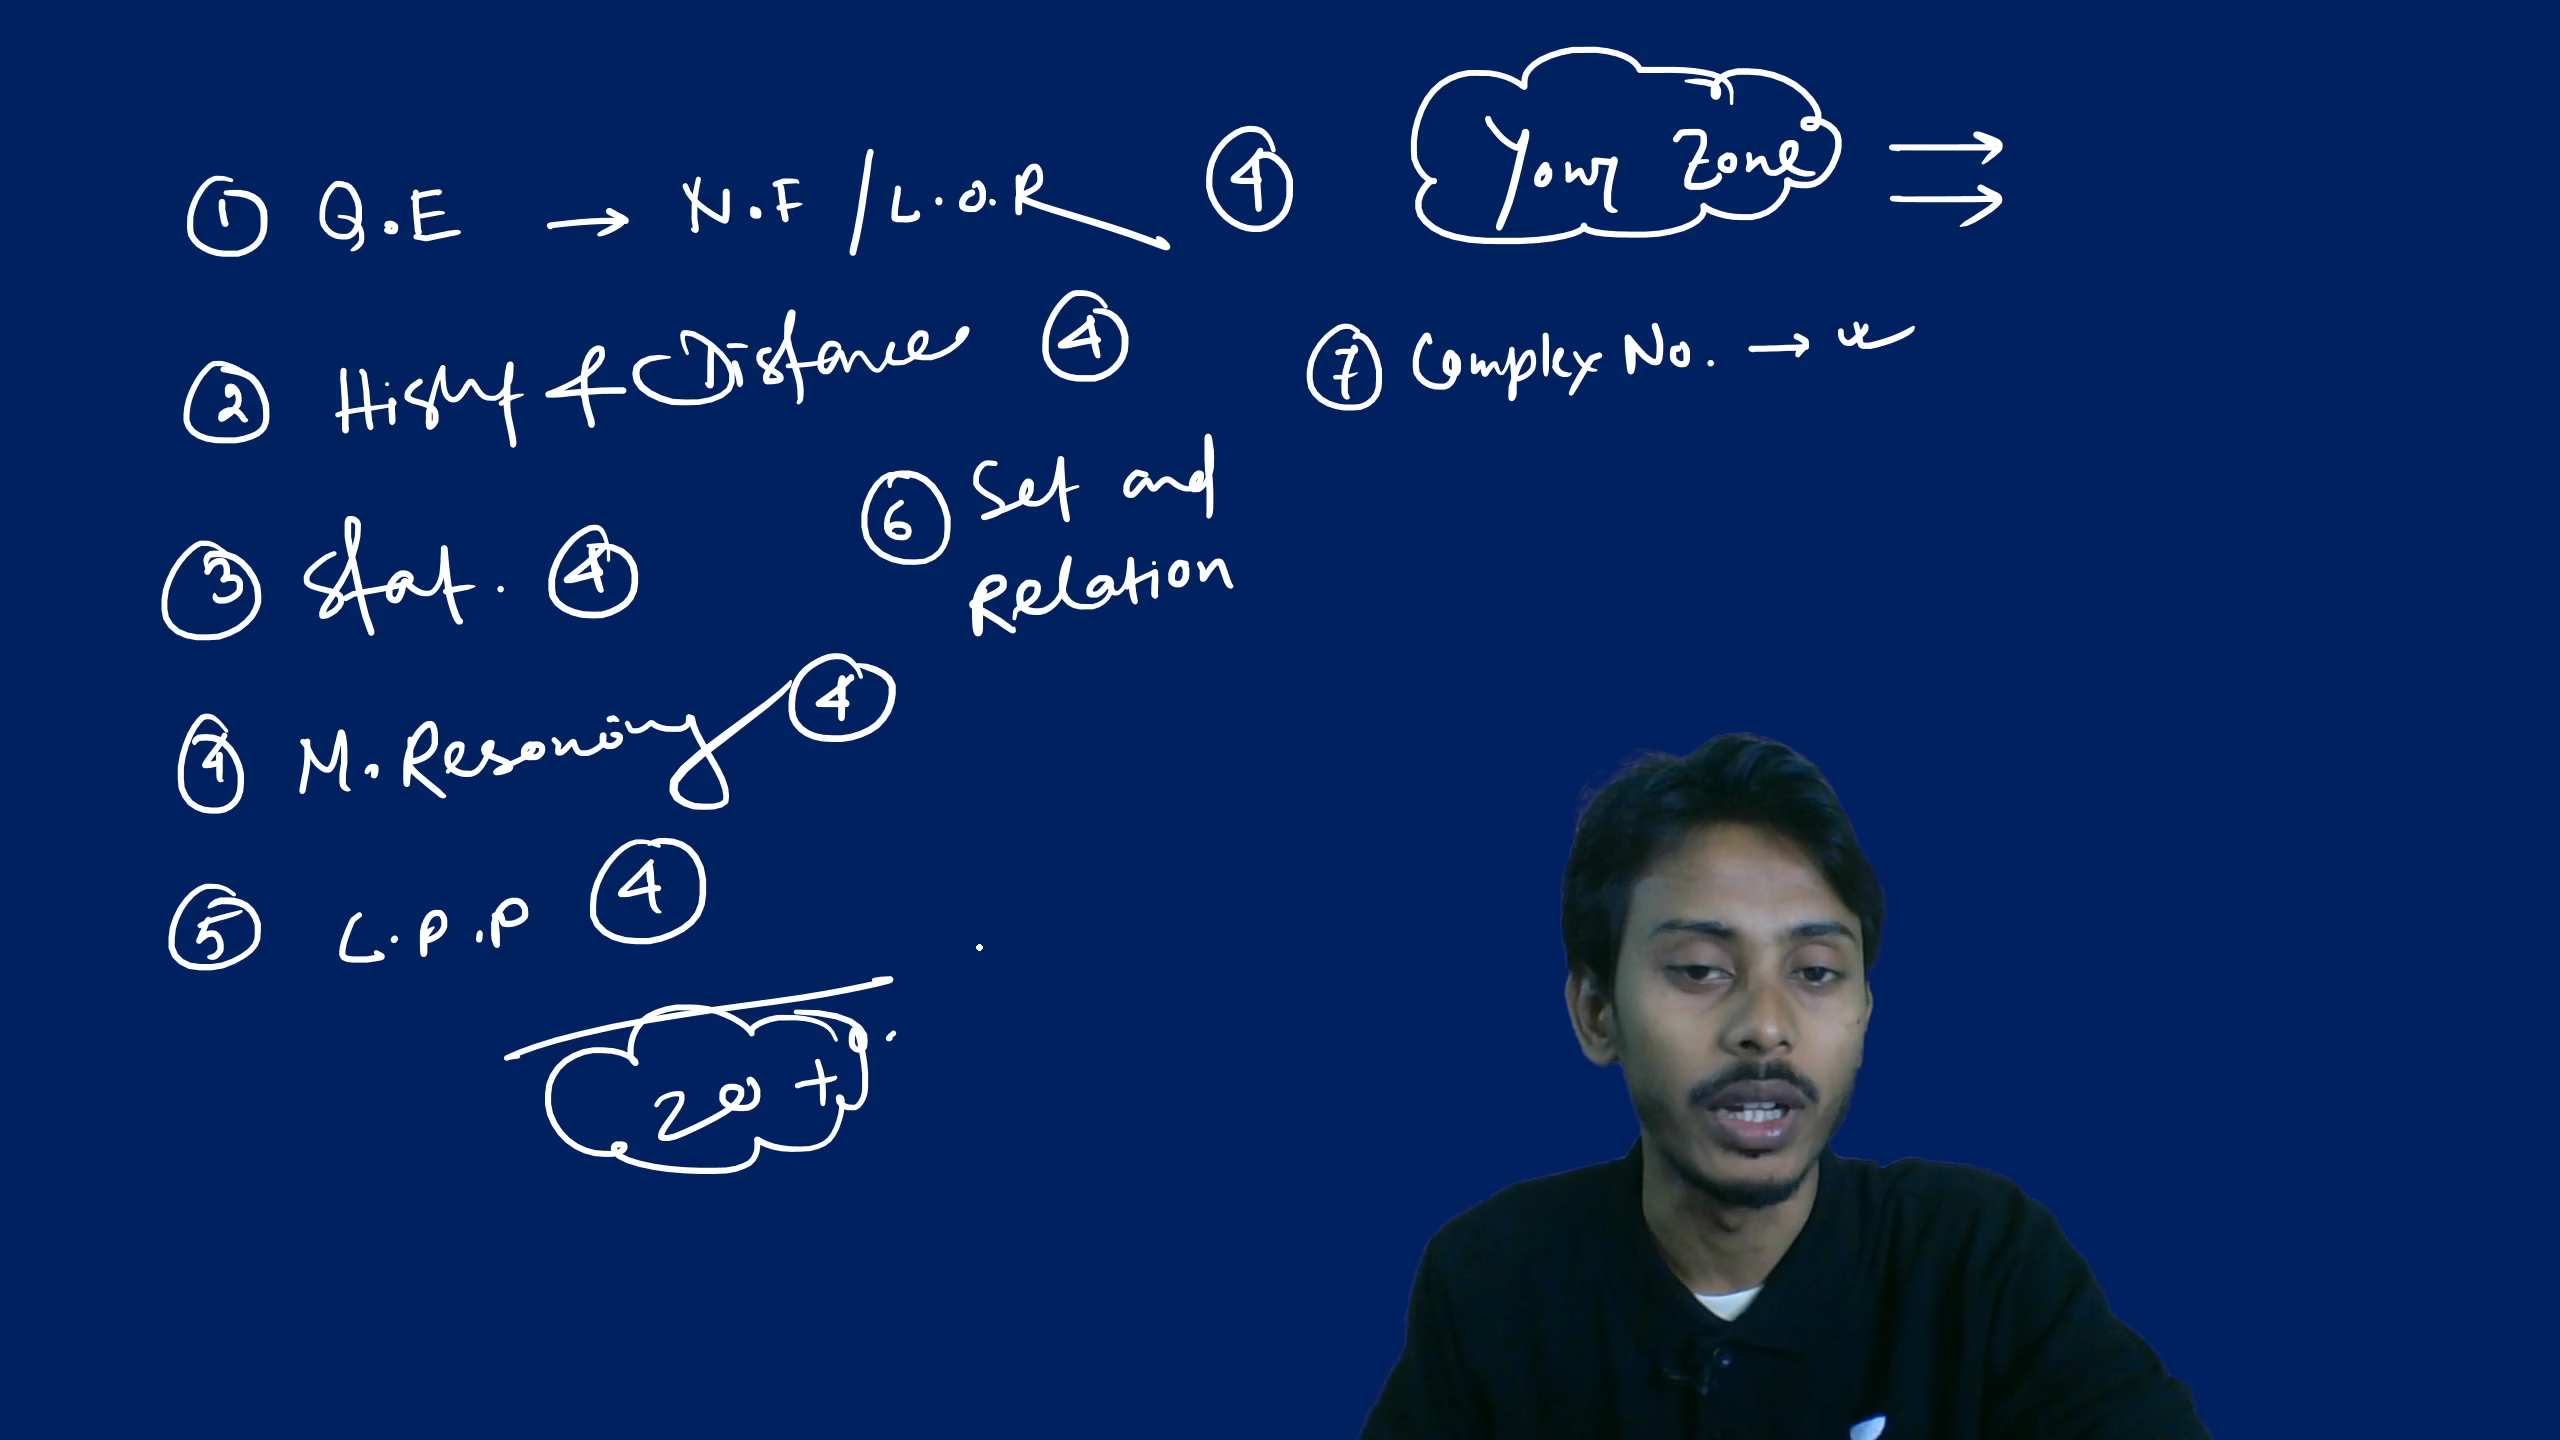 ① Q.E → N.F / L.O.R ④
Your Zone ⇒
② Hight & Distance ④
⑦ Complex No. →
③ Stat. ④
⑥ Set and
Relation
④ M. Resoning ④
⑤ L.P.P ④
20 +